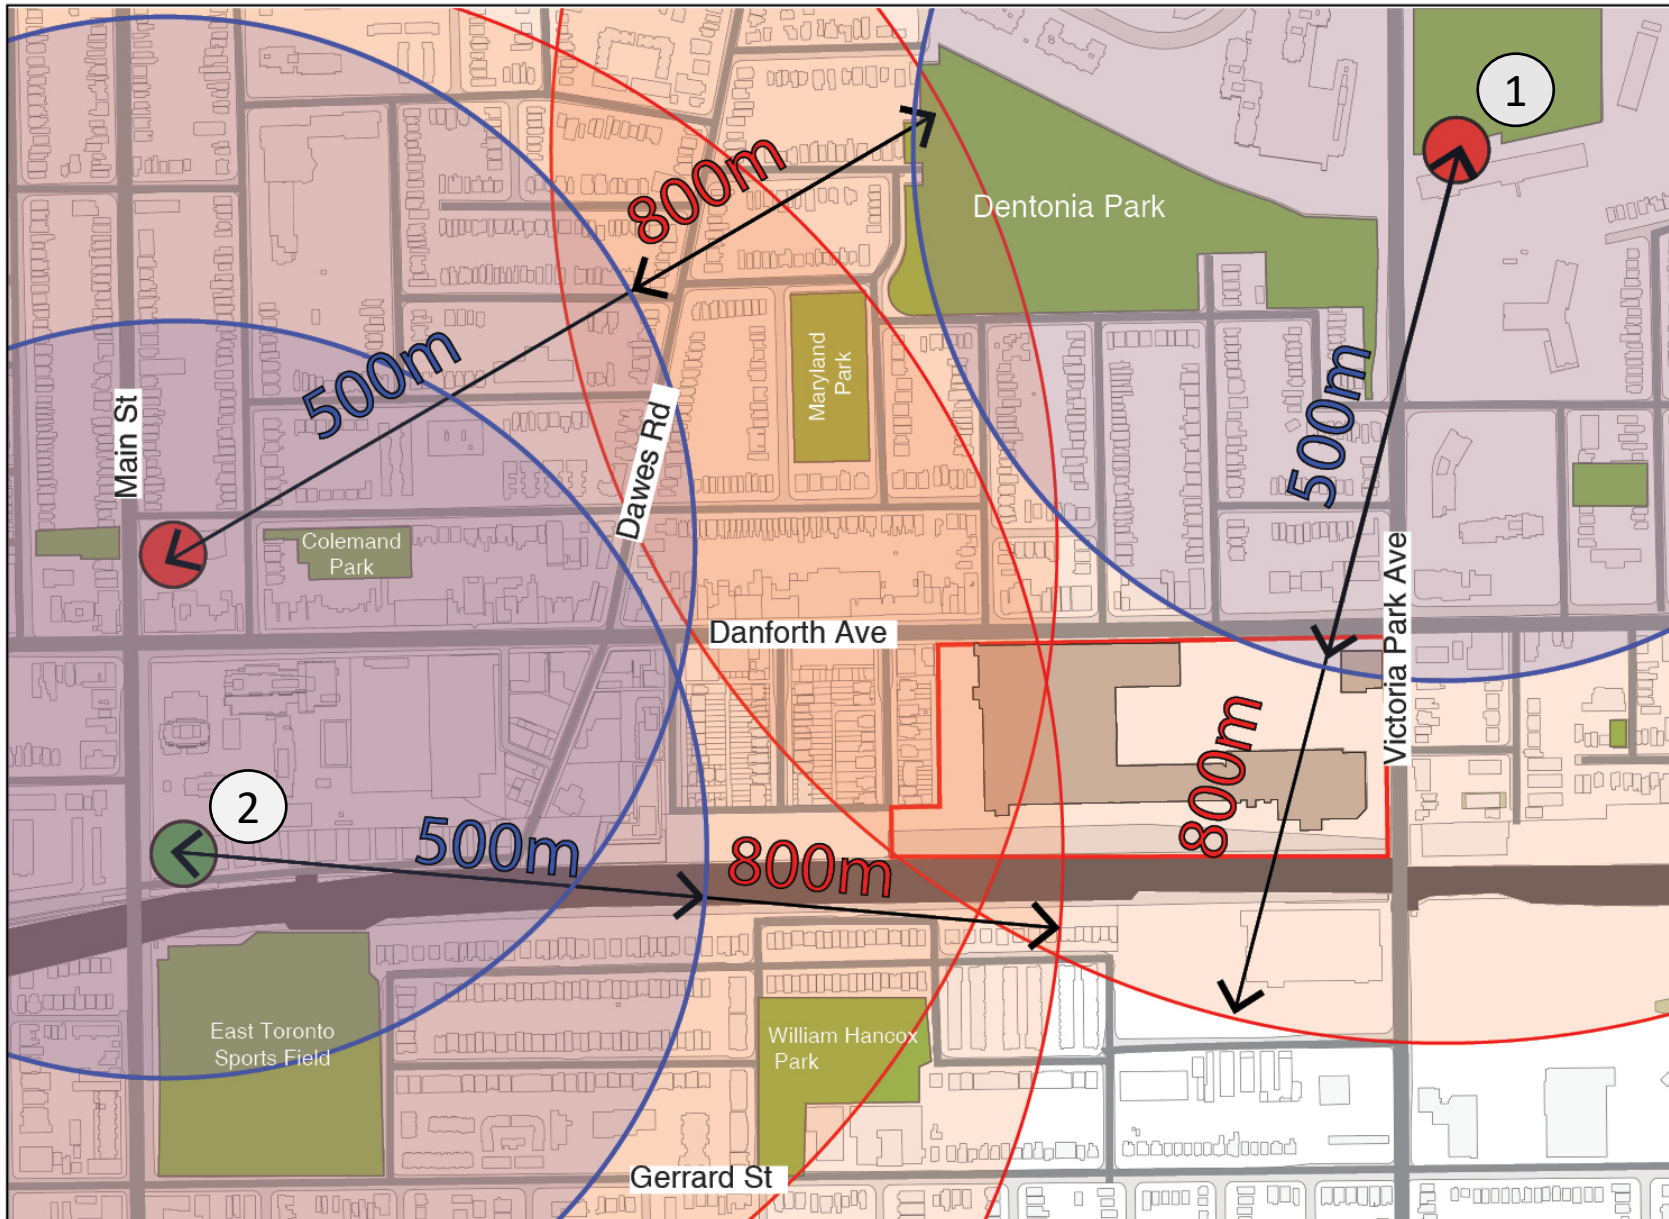 1
800m
Dentonia Park
500m
Maryland
Park
500m
Main St
Dawes Rd
Colemand
Park
Danforth Ave
Victoria Park Ave
800m
2
500m
800m
East Toronto
Sports Field
William Hancox
Park
Gerrard St